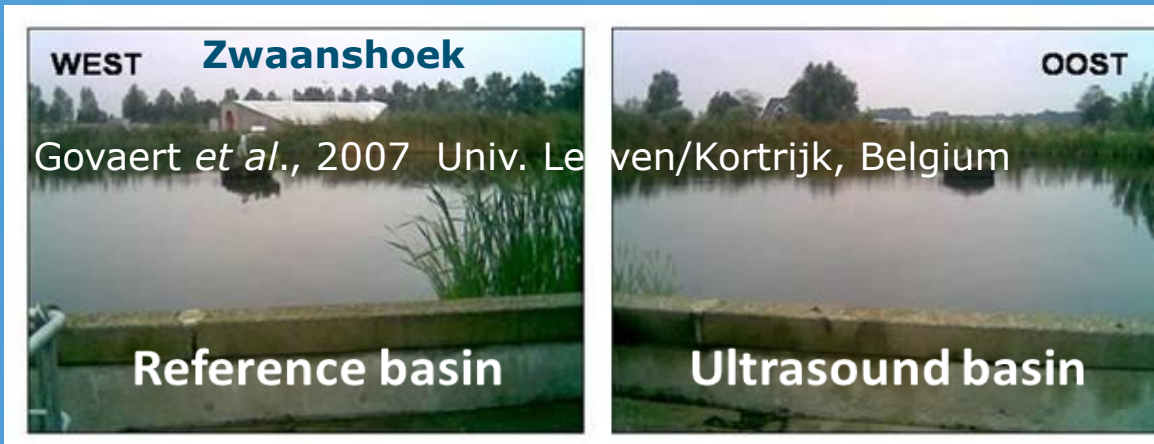 WEST
Zwaanshoek
OOST
Govaert et al., 2007 Univ. Leuven/Kortrijk, Belgium
Reference basin
Ultrasound basin